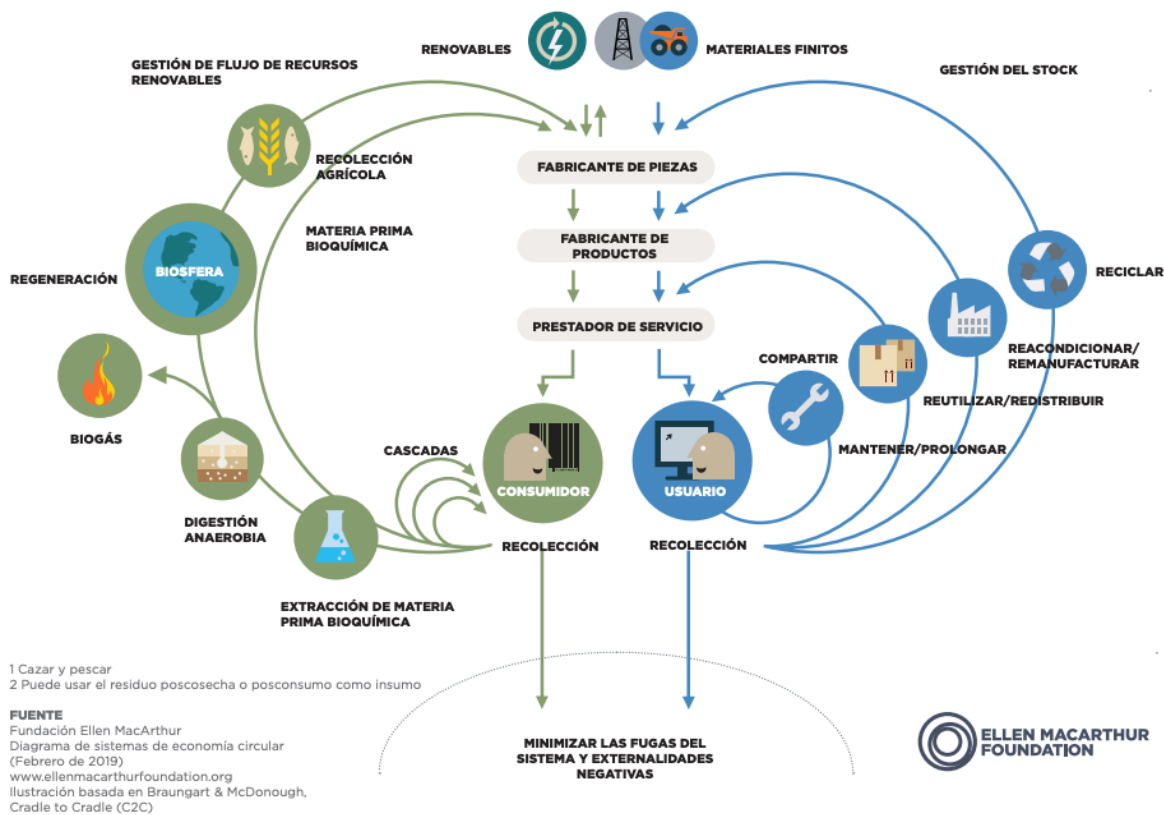 RENOVABLES
MATERIALES FINITOS
GESTIÓN DE FLUJO DE RECURSOS
RENOVABLES
GESTIÓN DEL STOCK
RECOLECCIÓN
AGRÍCOLA
FABRICANTE DE PIEZAS
MATERIA PRIMA
BIOQUÍMICA
FABRICANTE DE
PRODUCTOS
BIOSFERA
REGENERACIÓN
RECICLAR
PRESTADOR DE SERVICIO
COMPARTIR
REACONDICIONAR/
REMANUFACTURAR
REUTILIZAR/REDISTRIBUIR
BIOGÁS
CASCADAS
MANTENER/PROLONGAR
CONSUMIDOR
USUARIO
DIGESTIÓN
ANAEROBIA
RECOLECCIÓN
RECOLECCIÓN
EXTRACCIÓN DE MATERIA
PRIMA BIOQUÍMICA
1 Cazar y pescar
2 Puede usar el residuo poscosecha o posconsumo como insumo
FUENTE
Fundación Ellen MacArthur
Diagrama de sistemas de economía circular
(Febrero de 2019)
www.ellenmacarthurfoundation.org
Ilustración basada en Braungart & McDonough,
Cradle to Cradle (C2C)
MINIMIZAR LAS FUGAS DEL
SISTEMA Y EXTERNALIDADES
NEGATIVAS
ELLEN MACARTHUR
FOUNDATION